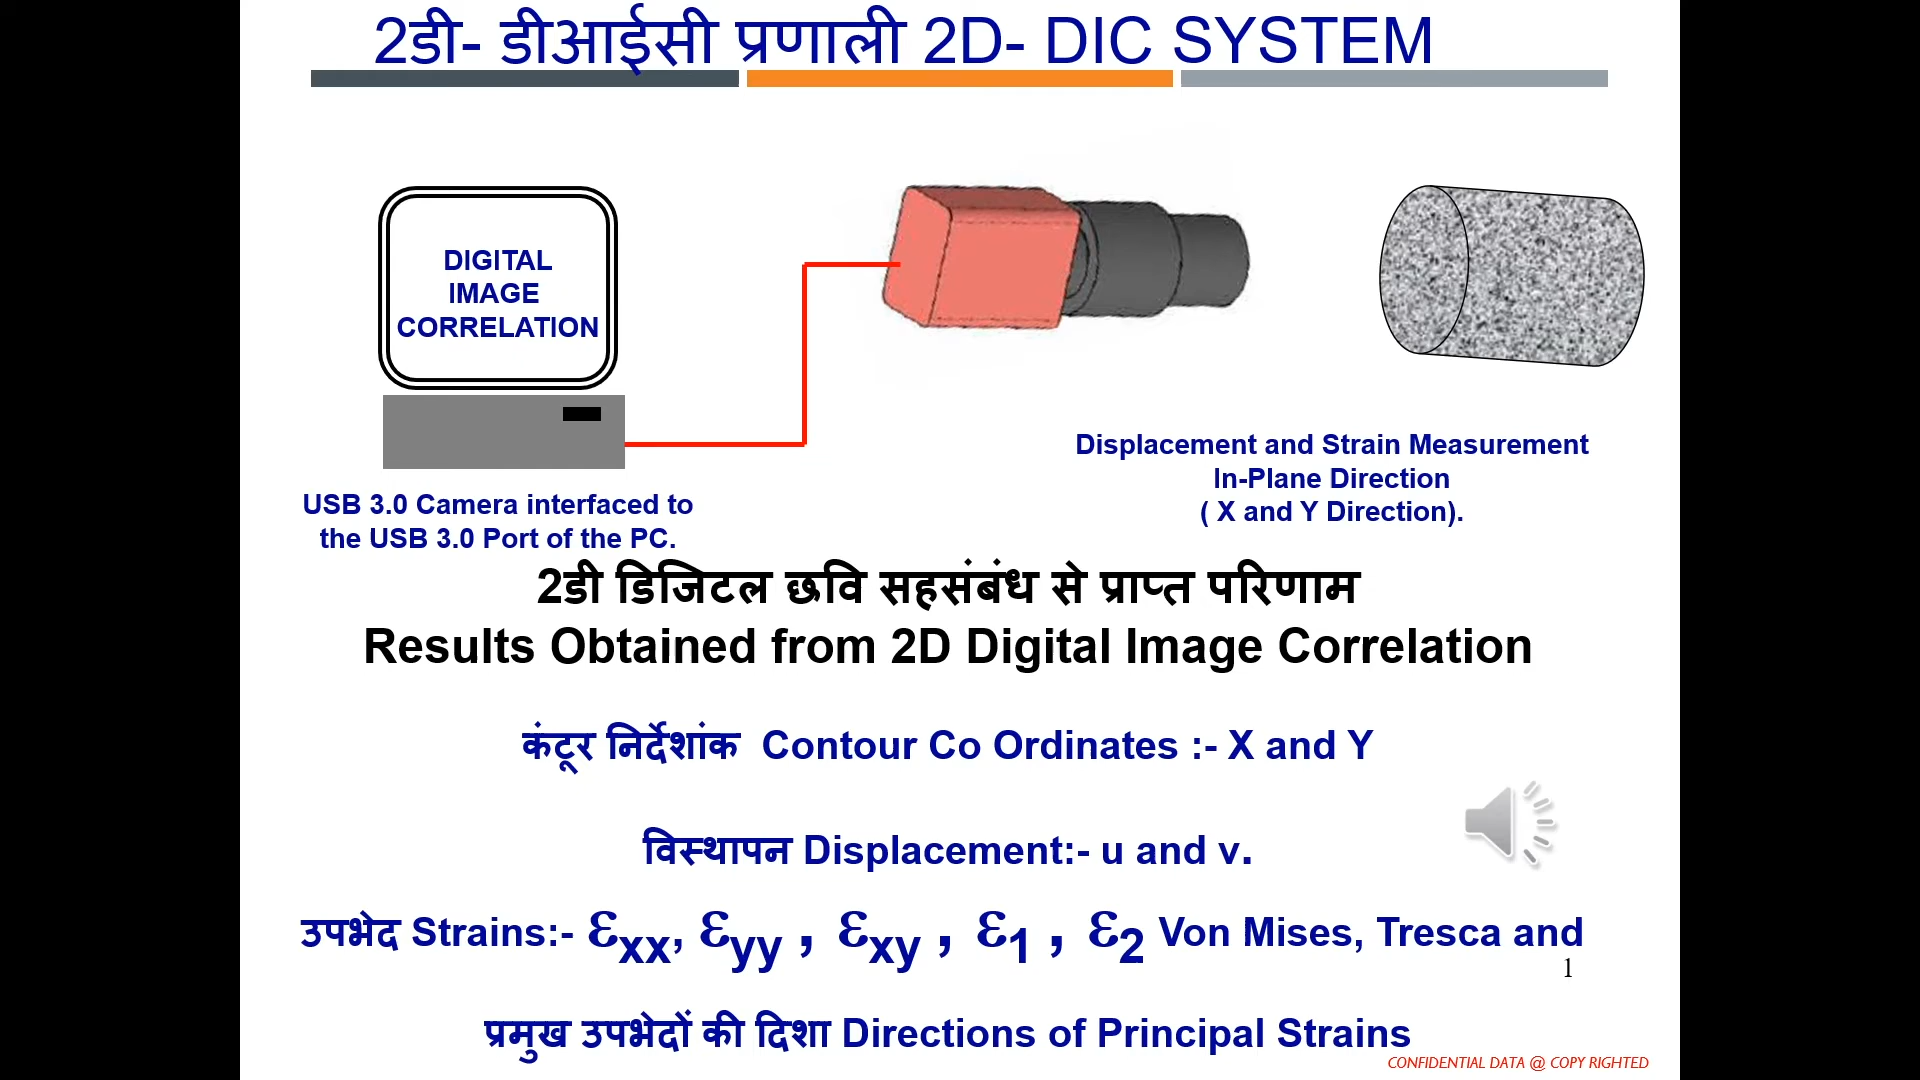 2डी- डीआईसी प्रणाली 2D- DIC SYSTEM
DIGITAL
IMAGE
CORRELATION
USB 3.0 Camera interfaced to
the USB 3.0 Port of the PC.
Displacement and Strain Measurement
In-Plane Direction
( X and Y Direction).
2डी डिजिटल छवि सहसंबंध से प्राप्त परिणाम
Results Obtained from 2D Digital Image Correlation
कंटूर निर्देशांक Contour Co Ordinates :- X and Y
विस्थापन Displacement:- u and v.
उपभेद Strains:- εxx, εyy , εxy , ε1 , ε2 Von Mises, Tresca and
1
प्रमुख उपभेदों की दिशा Directions of Principal Strains
CONFIDENTIAL DATA @ COPY RIGHTED